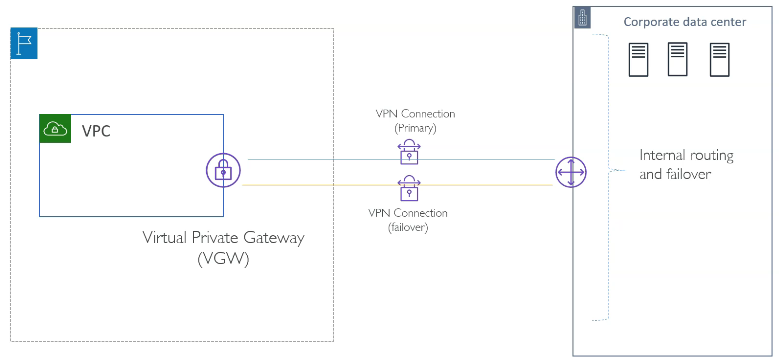 Corporate data center
VPN Connection
(Primary)
VPC
Internal routing
and failover
VPN Connection
(failover)
Virtual Private Gateway
(VGW)